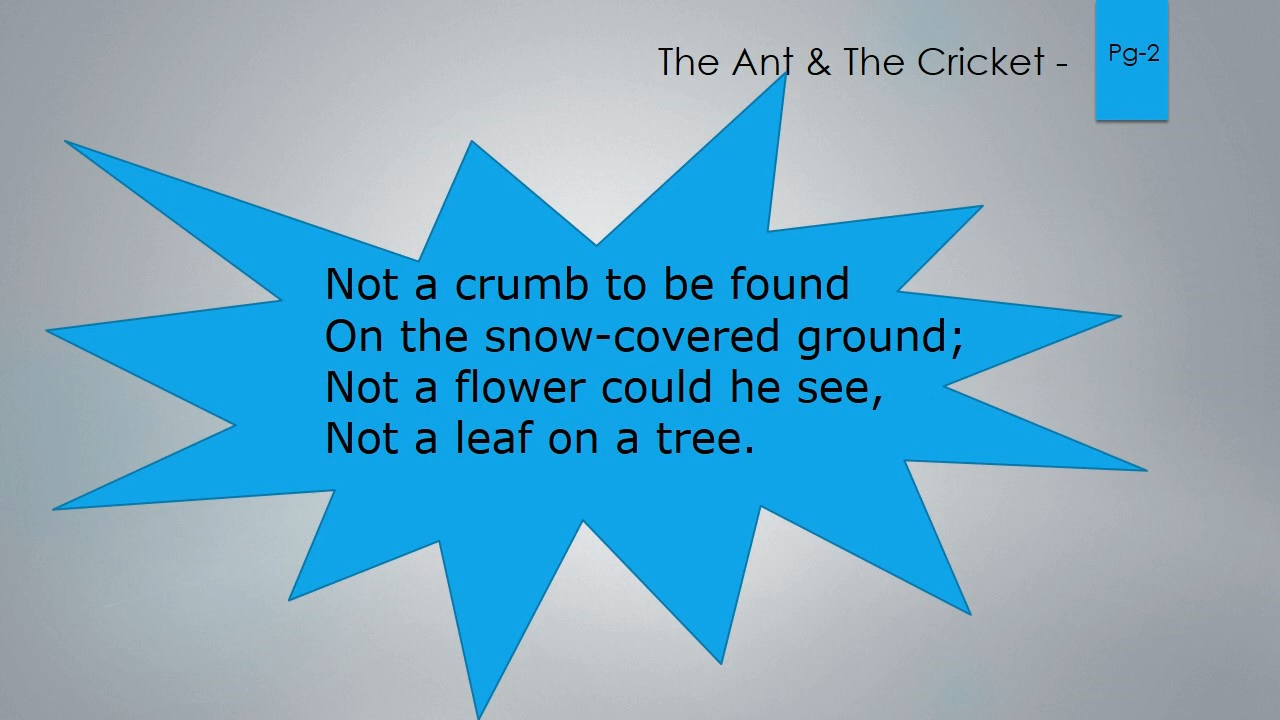 The Ant & The Cricket -
Pg-2
Not a crumb to be found
On the snow-covered ground;
Not a flower could he see,
Not a leaf on a tree.